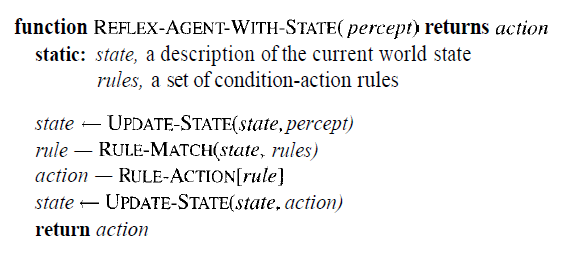 function REFLEX-AGENT-WITH-STATE( percept) returns action
static: state, a description of the current world state
rules, a set of condition-action rules
state ← UPDATE-STATE(state, percept)
rule — RULE-MATCH(state, rules)
action — RULE-ACTION[rule]
state ← UPDATE-STATE(state, action)
return action